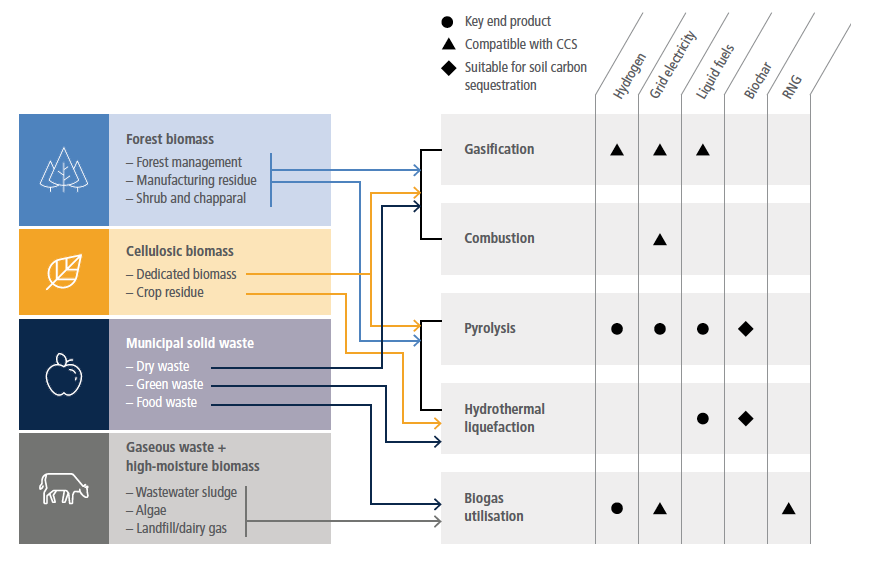 Key end product
Compatible with CCS
Suitable for soil carbon
sequestration
Hydrogen
Grid electricity
Liquid fuels
Biochar
RNG
Forest biomass
– Forest management
– Manufacturing residue
– Shrub and chapparal
Cellulosic biomass
– Dedicated biomass
– Crop residue
Municipal solid waste
– Dry waste
– Green waste
– Food waste
Gaseous waste +
high-moisture biomass
– Wastewater sludge
– Algae
– Landfill/dairy gas
Gasification
Combustion
Pyrolysis
Hydrothermal
liquefaction
Biogas
utilisation